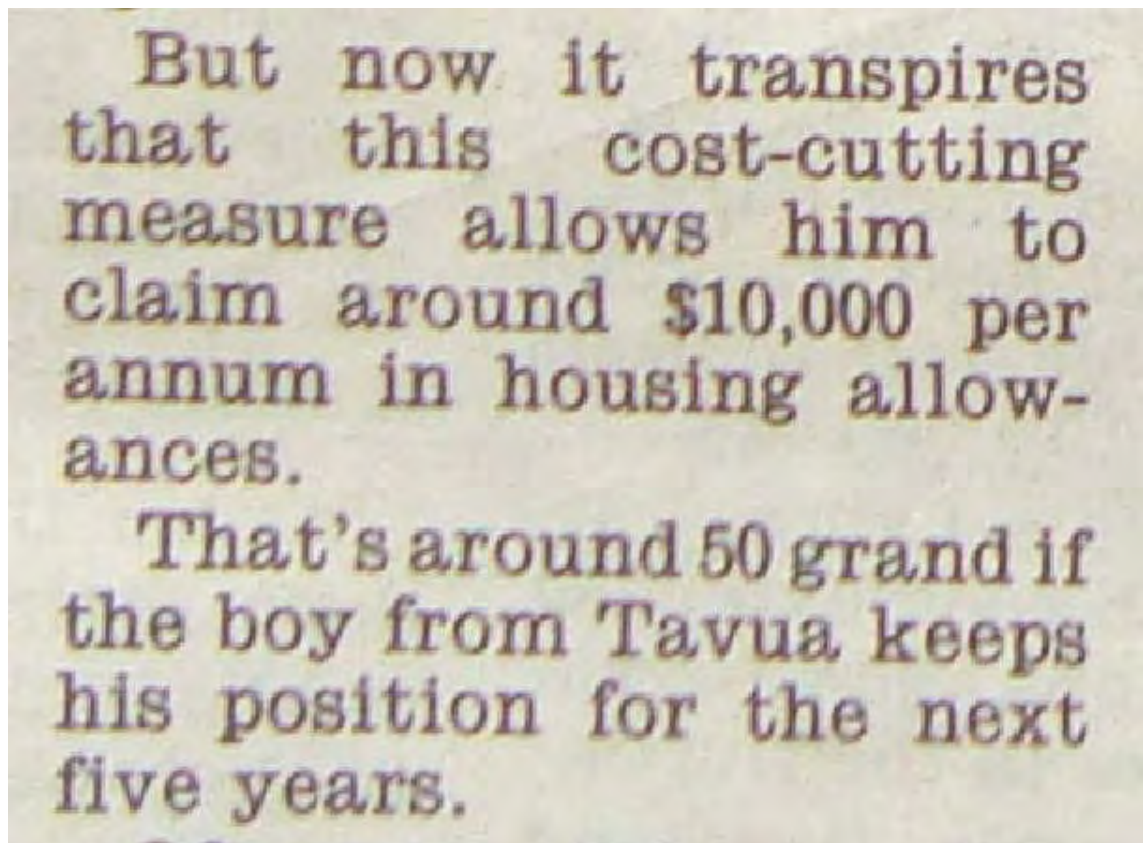 But now it transpires
that this cost-cutting
measure allows him to
claim around $10,000 per
annum in housing allow-
ances.
That's around 50 grand if
the boy from Tavua keeps
his position for the next
five years.